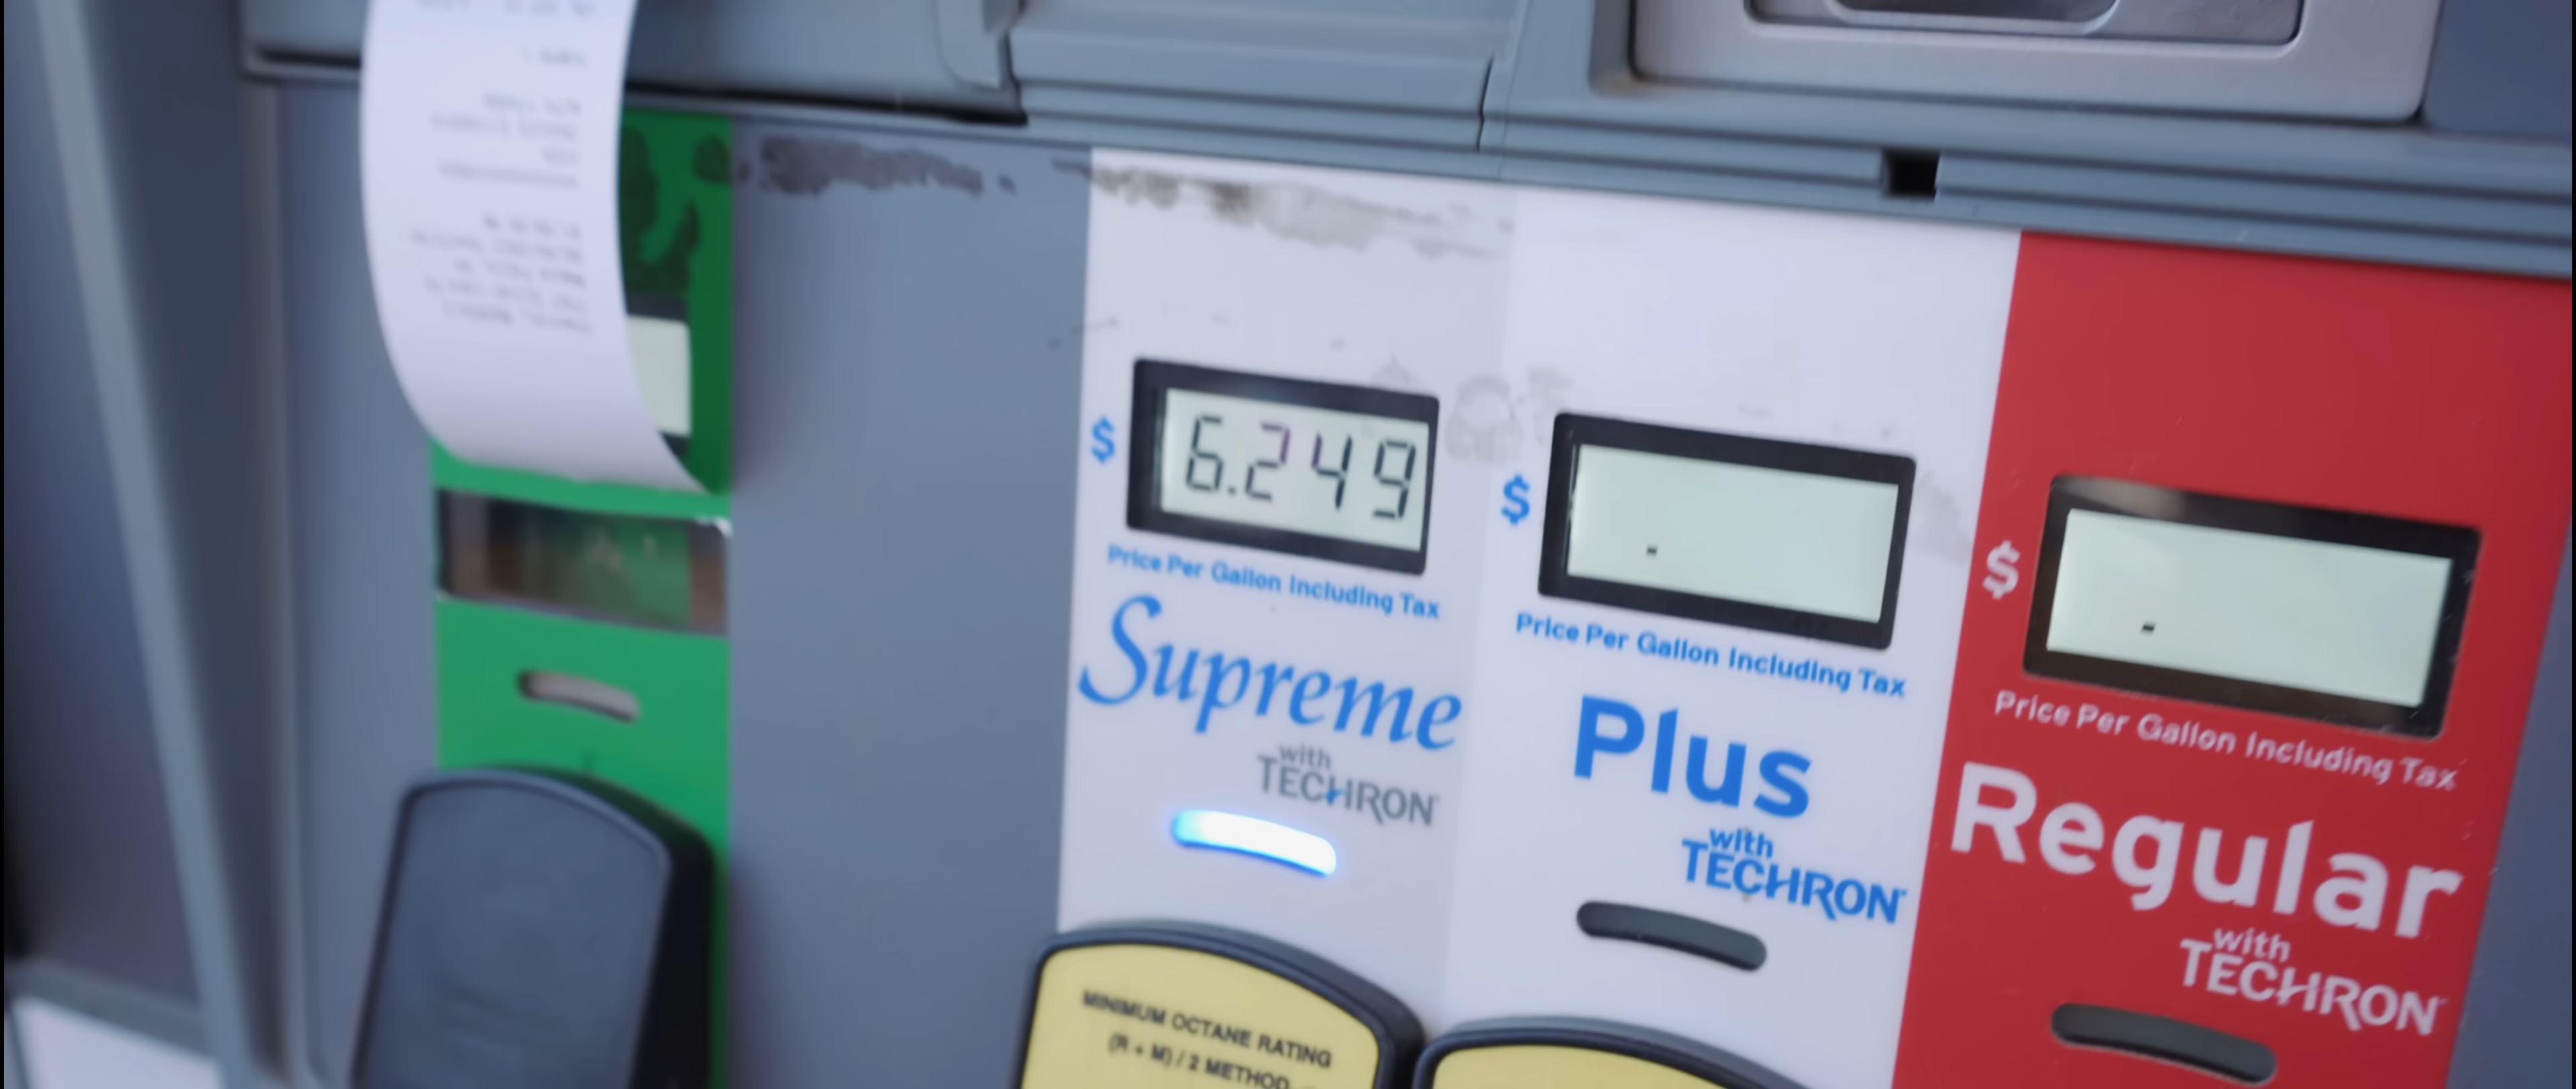 $ 6.249
Price Per Gallon Including Tax
Supreme
with
TECHRON
MINIMUM OCTANE RATING
(R + M) / 2 METHOD
$ .
Price Per Gallon Including Tax
Plus
with
TECHRON
$ .
Price Per Gallon Including Tax
Regular
with
TECHRON